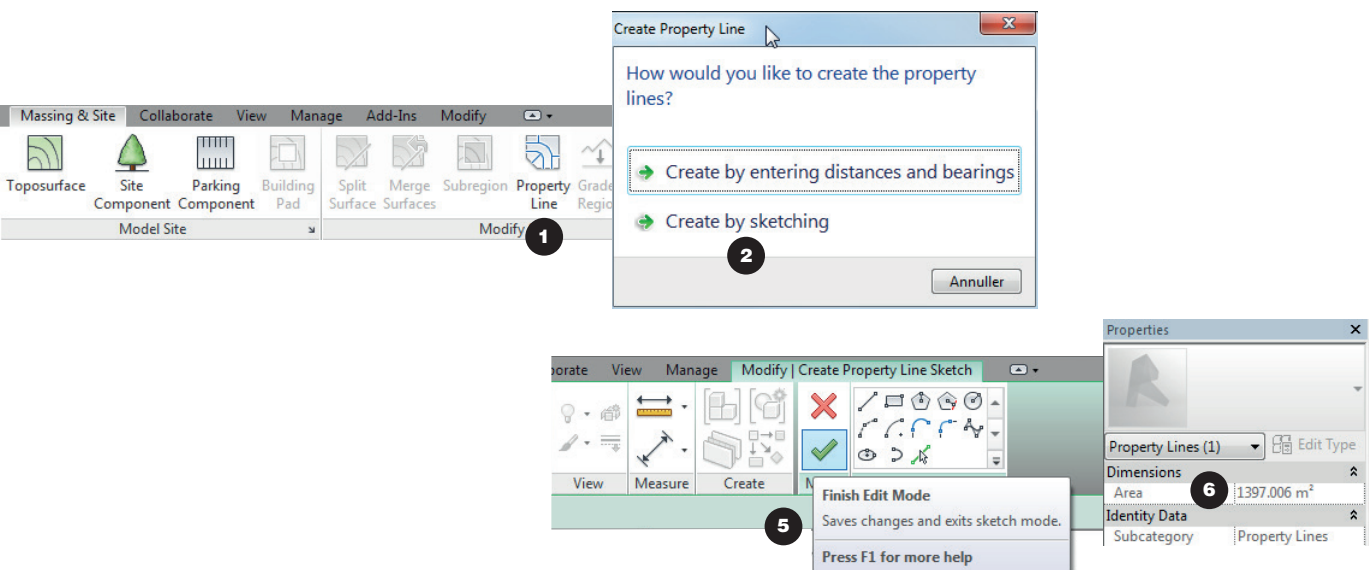 Create Property Line
How would you like to create the property
lines?
Create by entering distances and bearings
Create by sketching
2
Annuller
Massing & Site Collaborate View Manage Add-Ins Modify
Toposurface Site Parking Building Split Merge Subregion Property Grade
Component Component Pad Surface Surfaces Line Regio
Model Site Modify
1
Properties
Property Lines (1) Edit Type
Dimensions
Area 6 1397.006 m²
Identity Data
Subcategory Property Lines
borate View Manage Modify | Create Property Line Sketch
View Measure Create M
5
Finish Edit Mode
Saves changes and exits sketch mode.
Press F1 for more help